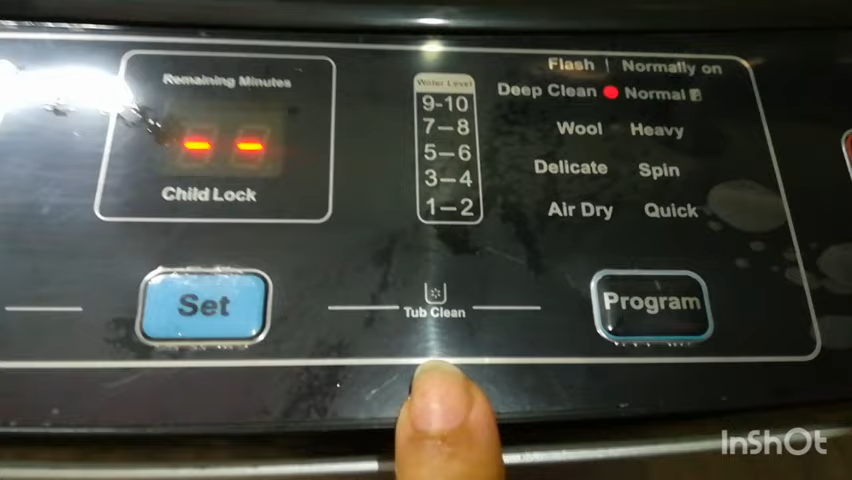 Remaining Minutes
--
Child Lock
Water Level
9-10
7-8
5-6
3-4
1-2
Flash | Normally on
Deep Clean Normal
Wool Heavy
Delicate Spin
Air Dry Quick
Set
Tub Clean
Program
InShOt